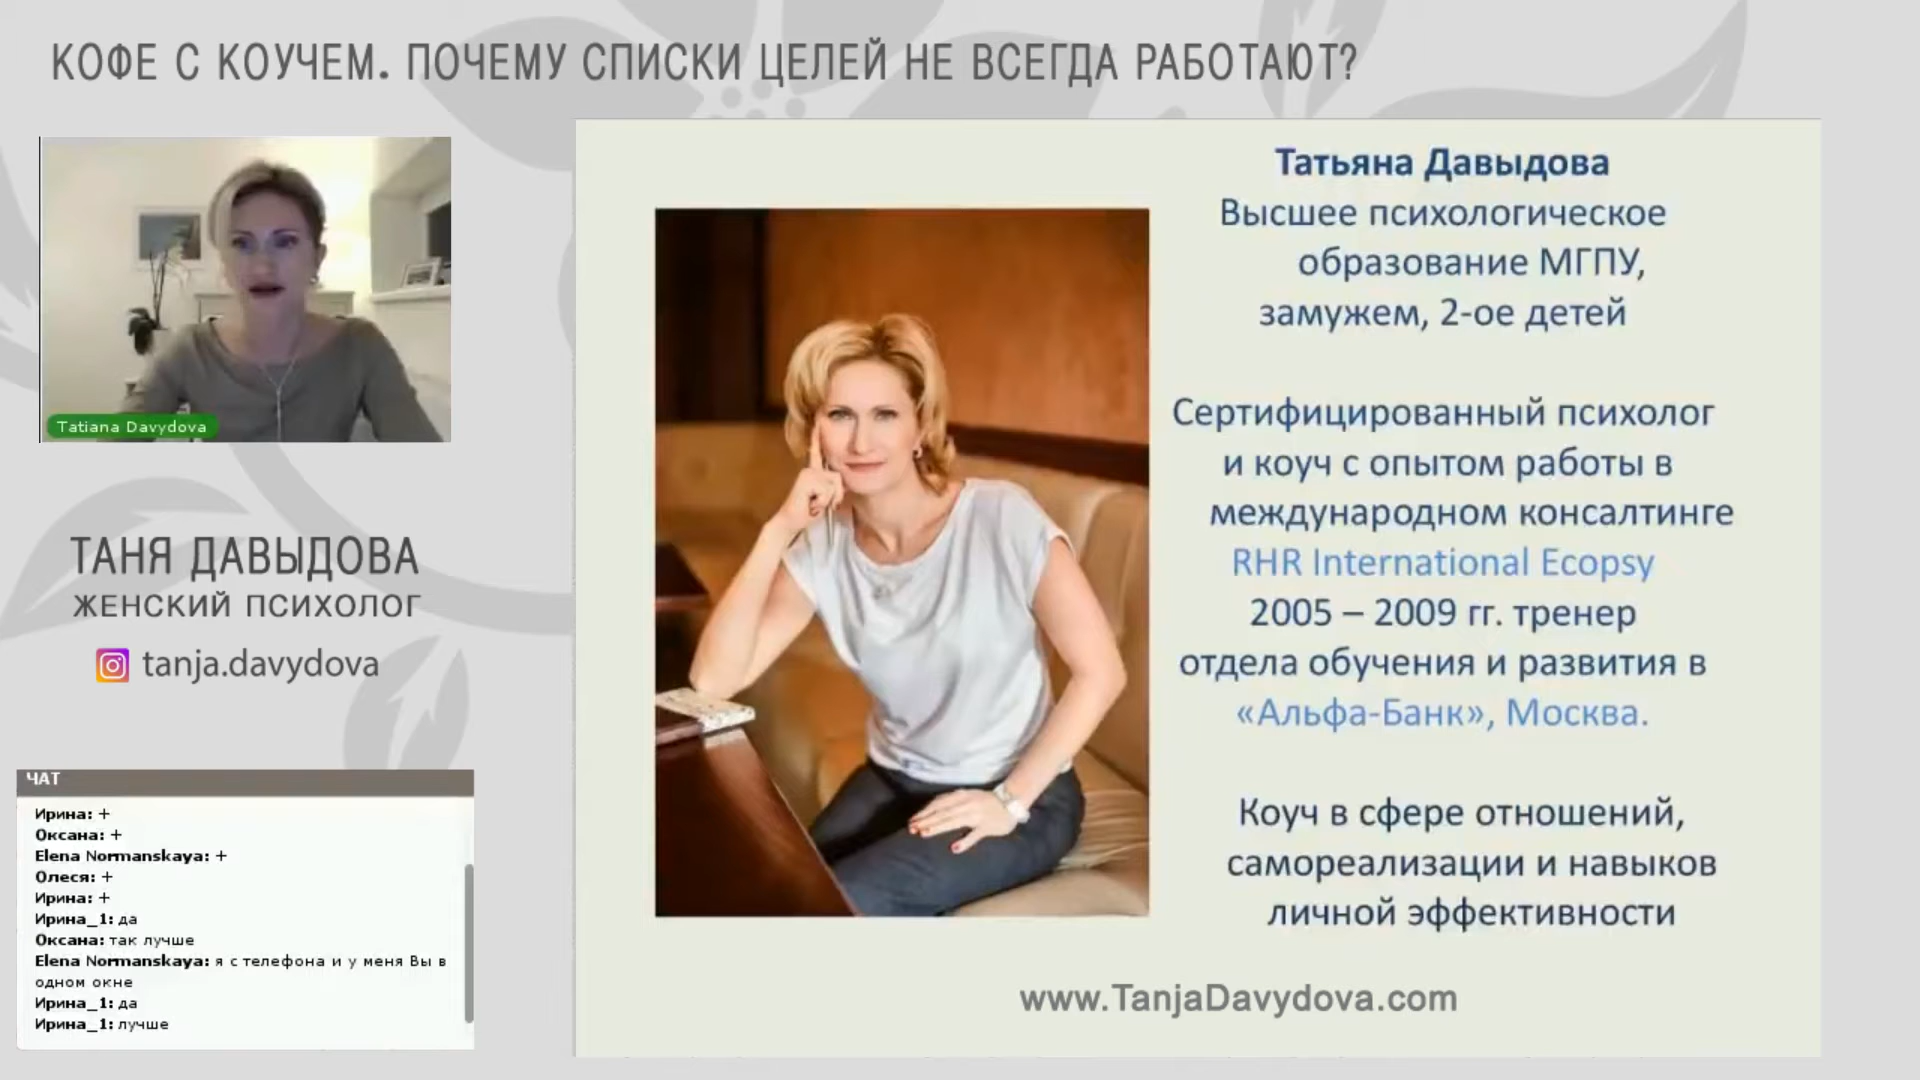 КОФЕ С КОУЧЕМ. ПОЧЕМУ СПИСКИ ЦЕЛЕЙ НЕ ВСЕГДА РАБОТАЮТ?
Tatiana Davydova
ТАНЯ ДАВЫДОВА
ЖЕНСКИЙ ПСИХОЛОГ
tanja.davydova
ЧАТ
Ирина: +
Оксана: +
Elena Normanskaya: +
Олеся: +
Ирина: +
Ирина_1: да
Оксана: так лучше
Elena Normanskaya: я с телефона и у меня Вы в
одном окне
Ирина_1: да
Ирина_1: лучше
Татьяна Давыдова
Высшее психологическое
образование МГПУ,
замужем, 2-ое детей
Сертифицированный психолог
и коуч с опытом работы в
международном консалтинге
RHR International Ecopsy
2005 – 2009 гг. тренер
отдела обучения и развития в
«Альфа-Банк», Москва.
Коуч в сфере отношений,
самореализации и навыков
личной эффективности
www.TanjaDavydova.com